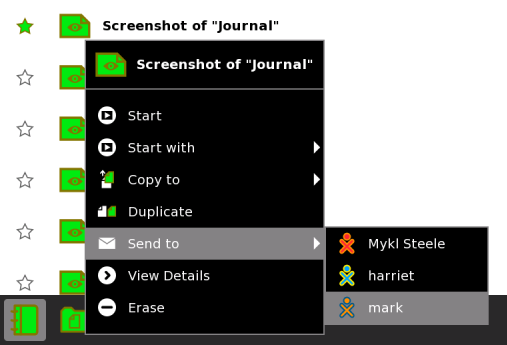 Screenshot of "Journal"
Screenshot of "Journal"
Start
Start with
Copy to
Duplicate
Send to
Mykl Steele
View Details
harriet
Erase
mark